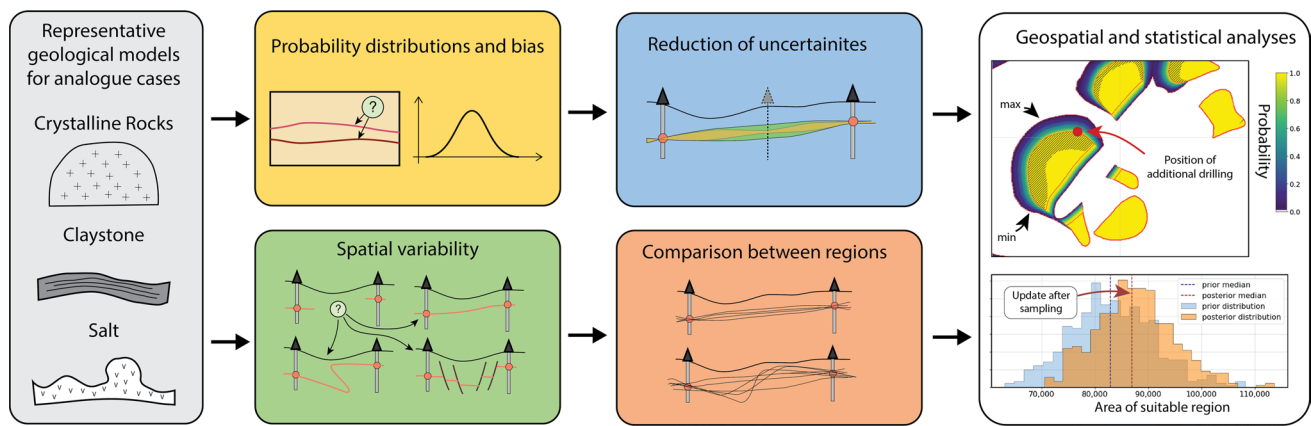 Representative
geological models
for analogue cases
Crystalline Rocks
Claystone
Salt
Probability distributions and bias
?
Spatial variability
?
Reduction of uncertainites
Comparison between regions
Geospatial and statistical analyses
max
min
Position of
additional drilling
1.0
0.8
0.6
0.4
0.2
0.0
Probability
Update after
sampling
prior median
posterior median
prior distribution
posterior distribution
70,000 80,000 90,000 100,000 110,000
Area of suitable region